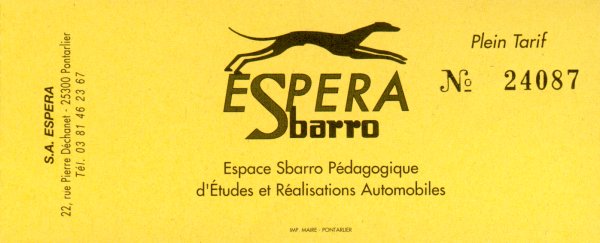 S.A. ESPERA
22, rue Pierre Déchanet - 25300 Pontarlier
Tél. 03 81 46 23 67
ESPERA
Sbarro
Espace Sbarro Pédagogique
d'Études et Réalisations Automobiles
IMP. MAIRE - PONTARLIER
Plein Tarif
No 24087